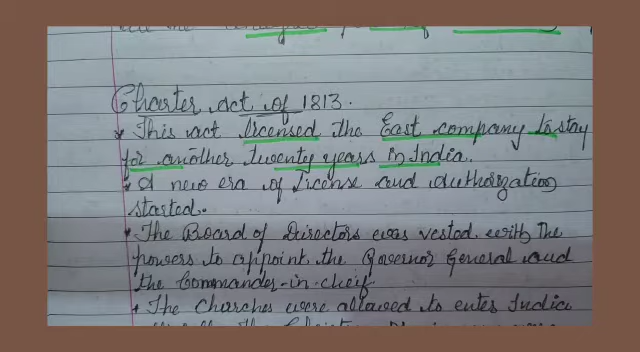 Charter Act of 1813.
* This act licensed the East company to stay
for another twenty years in India.
* A new era of license and authorization
started.
* The Board of Directors was vested with the
powers to appoint the Governor General and
the Commander-in-cheif
* The Churches were allowed to enter India